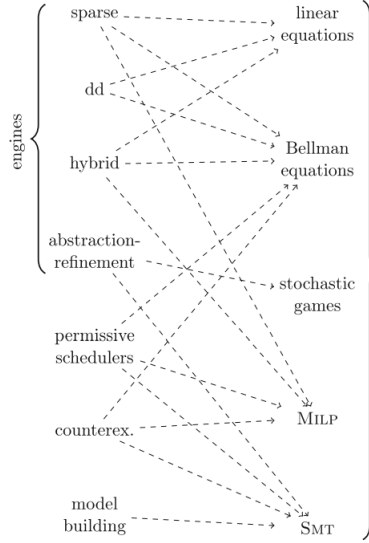 sparse
linear
equations
dd
engines
hybrid
Bellman
equations
abstraction-
refinement
stochastic
games
permissive
schedulers
MILP
counterex.
model
building
SMT